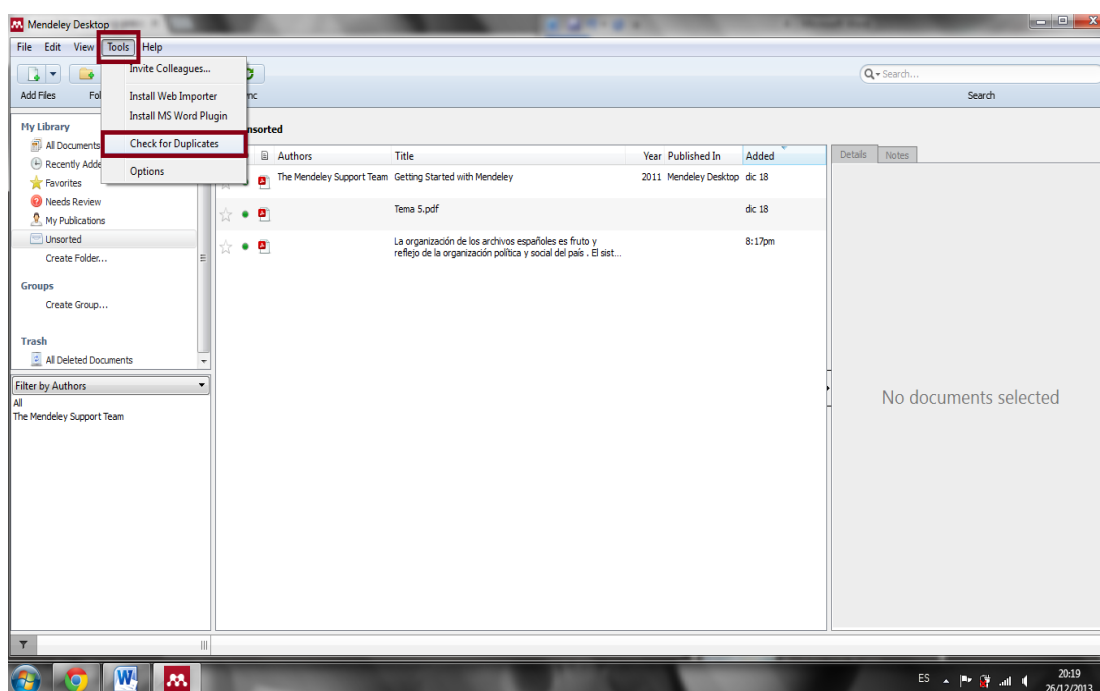 Mendeley Desktop
File Edit View Tools Help
Invite Colleagues...
Install Web Importer
Install MS Word Plugin
Check for Duplicates
Options
Add Files
Search...
Search
My Library
All Documents
Recently Adde
Favorites
Needs Review
My Publications
Unsorted
Create Folder...
Groups
Create Group...
Trash
All Deleted Documents
Filter by Authors
All
The Mendeley Support Team
nsorted
Authors Title Year Published In Added
The Mendeley Support Team Getting Started with Mendeley 2011 Mendeley Desktop dic 18
Tema 5.pdf dic 18
La organización de los archivos españoles es fruto y 8:17pm
reflejo de la organización política y social del país . El sist...
Details Notes
No documents selected
ES 20:19
26/12/2013